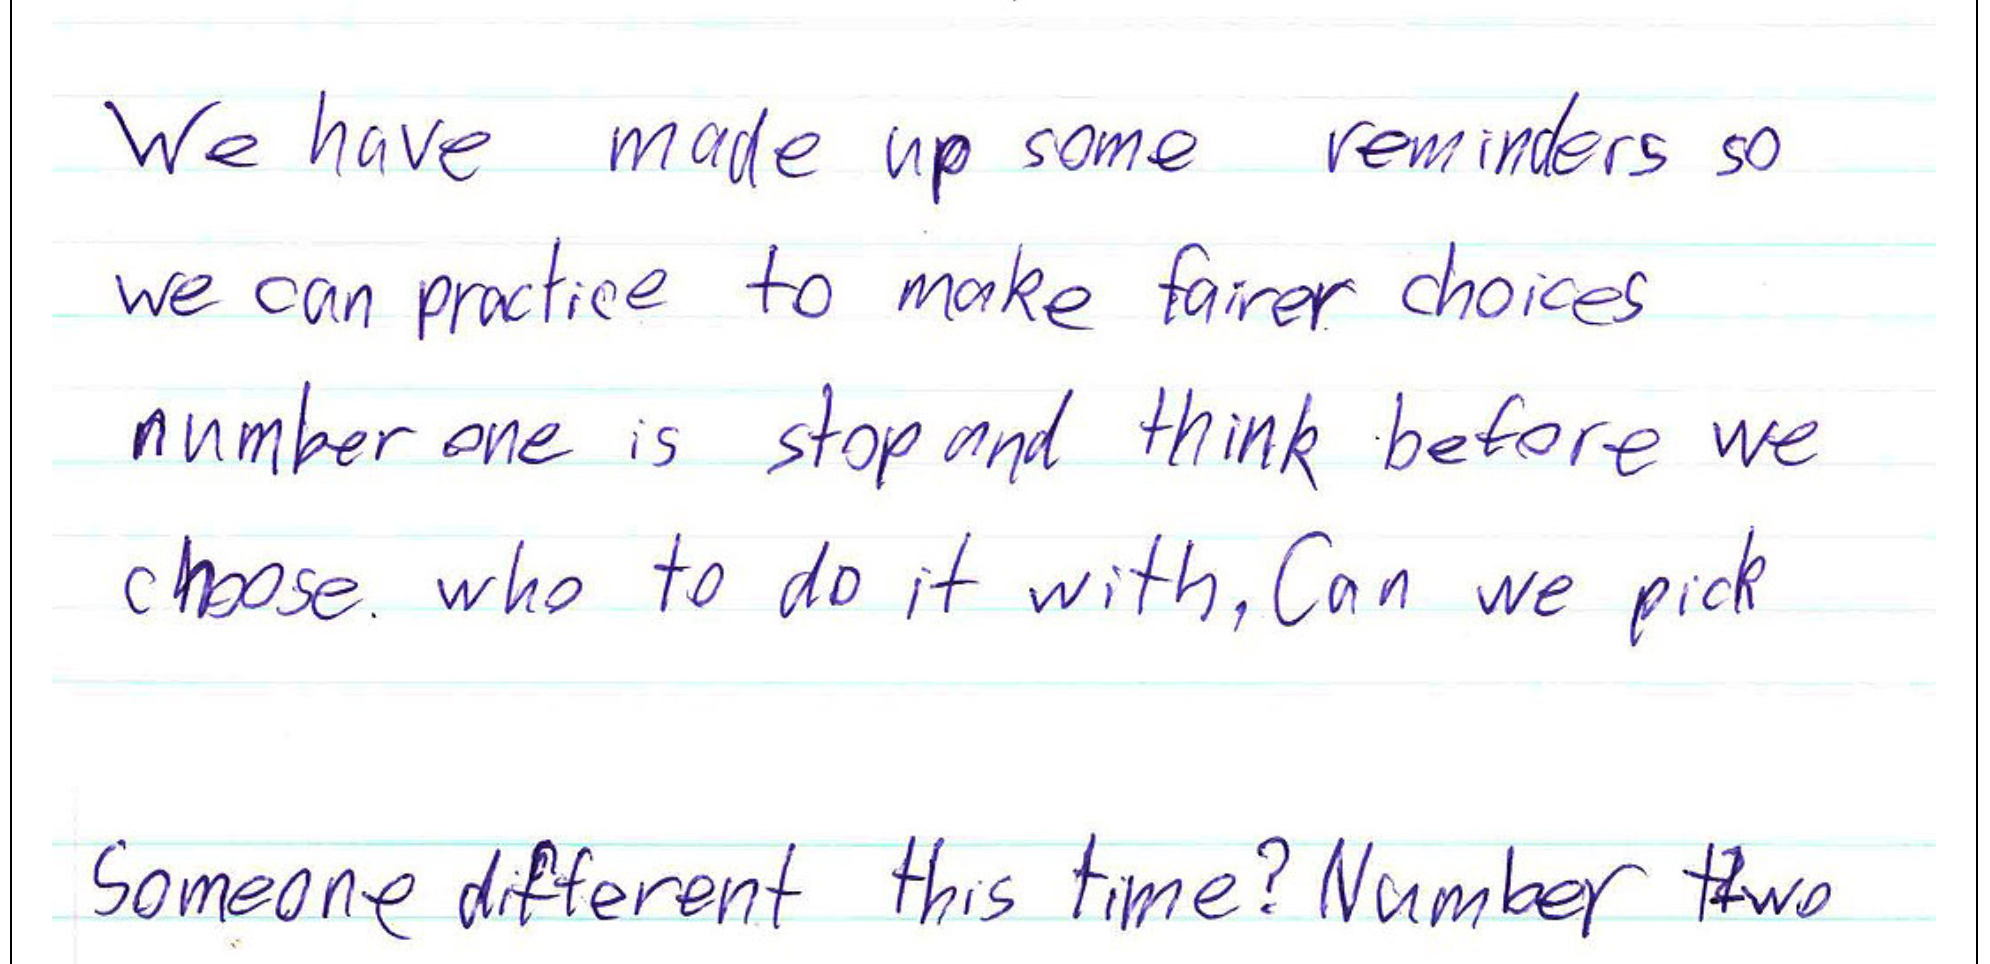 We have made up some reminders so
we can practice to make fairer choices
number one is stop and think before we
choose. who to do it with, Can we pick
Someone different this time? Number two